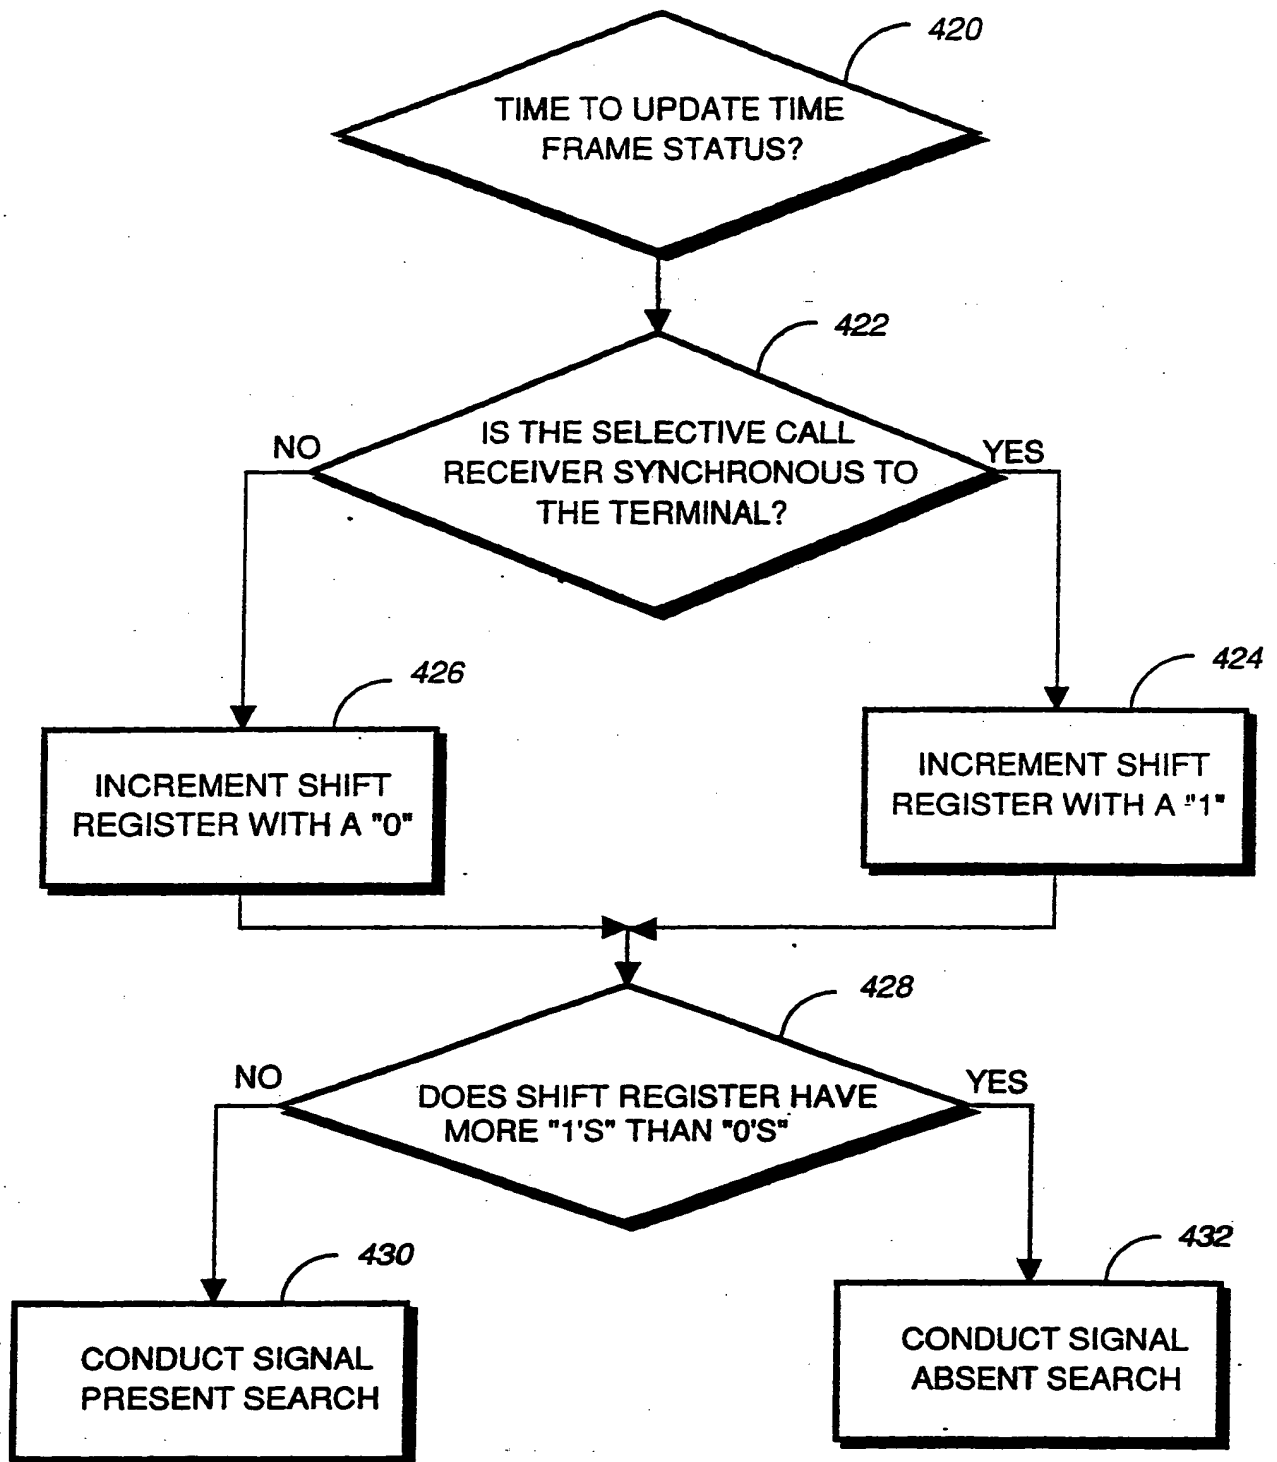 420
TIME TO UPDATE TIME
FRAME STATUS?
422
IS THE SELECTIVE CALL
RECEIVER SYNCHRONOUS TO
THE TERMINAL?
NO
YES
426
424
INCREMENT SHIFT
REGISTER WITH A "0"
INCREMENT SHIFT
REGISTER WITH A "1"
428
NO
YES
DOES SHIFT REGISTER HAVE
MORE "1'S" THAN "0'S"
430
432
CONDUCT SIGNAL
PRESENT SEARCH
CONDUCT SIGNAL
ABSENT SEARCH